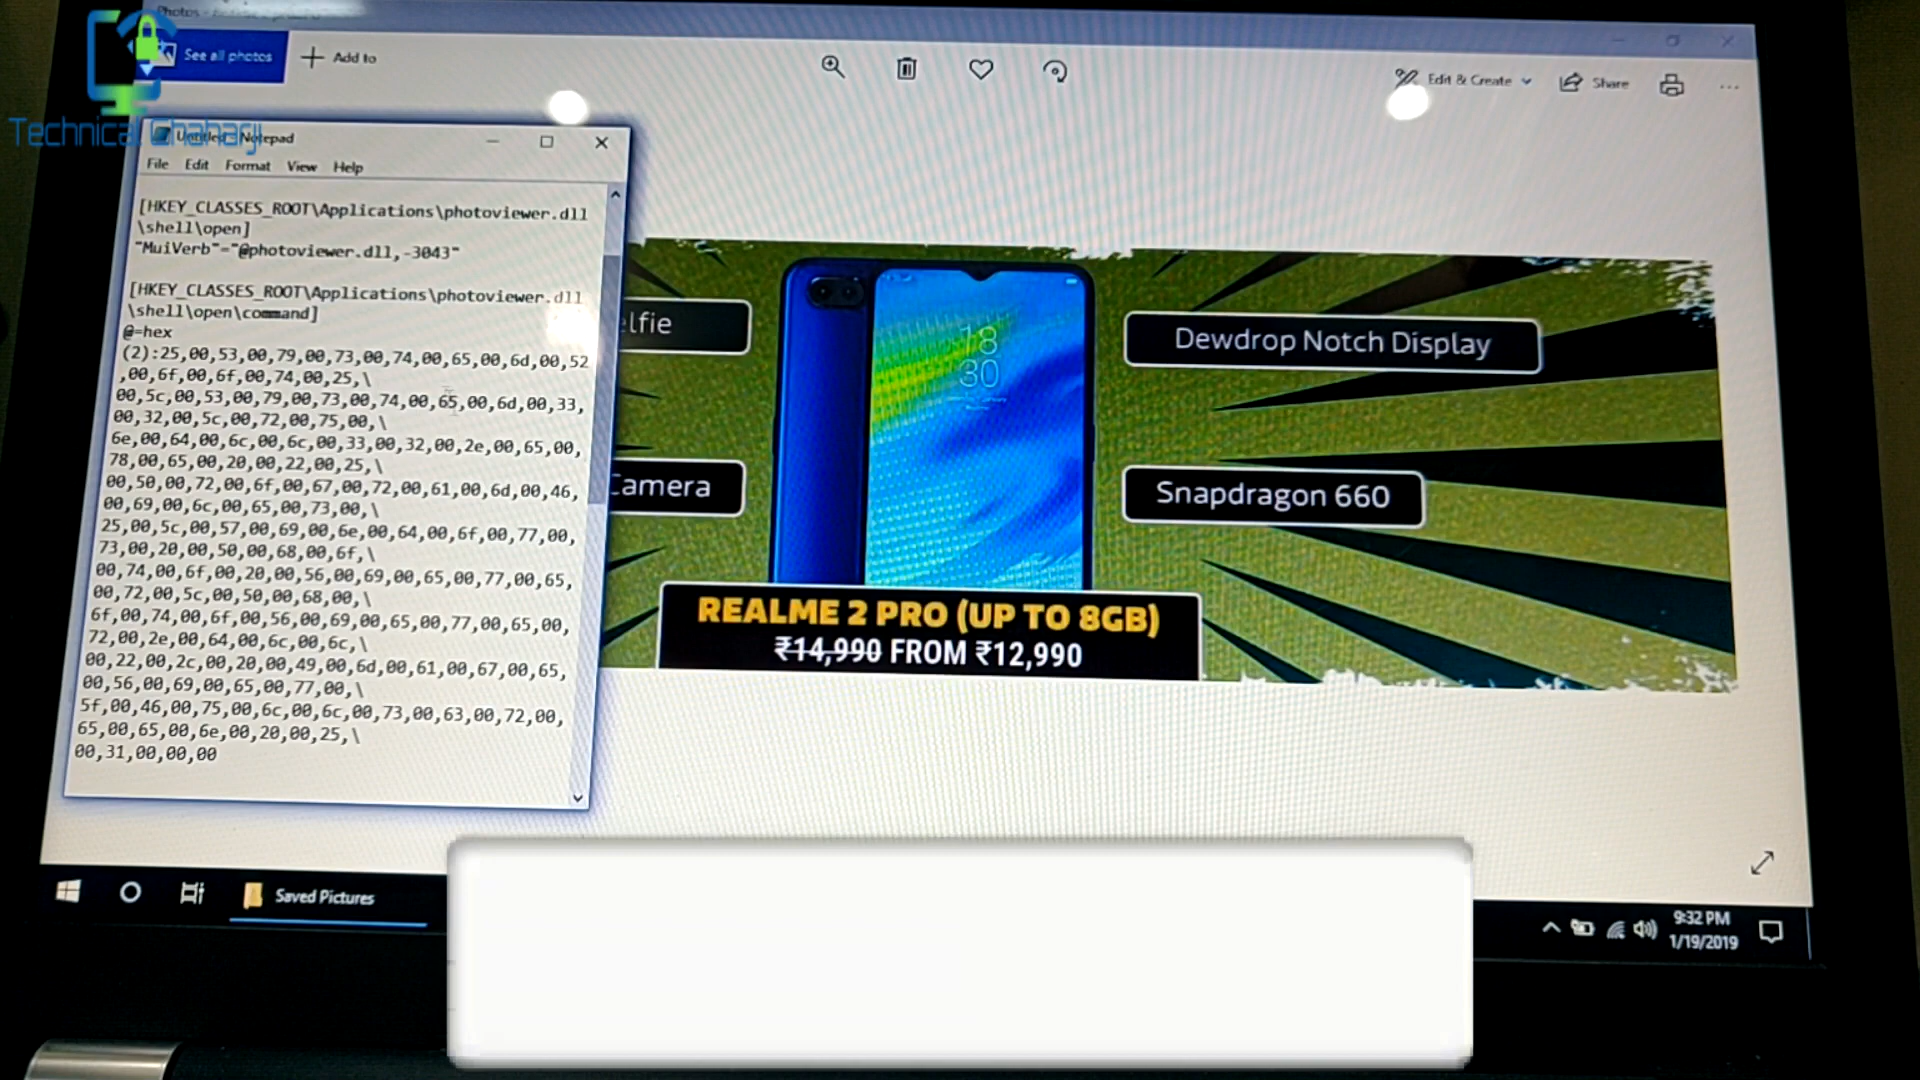 Photos
See all photos
Add to
Edit & Create
Share
Technical Chaharji
Untitled - Notepad
File Edit Format View Help
[HKEY_CLASSES_ROOT\Applications\photoviewer.dll
\shell\open]
"MuiVerb"="@photoviewer.dll,-3043"
[HKEY_CLASSES_ROOT\Applications\photoviewer.dll
\shell\open\command]
@=hex
(2):25,00,53,00,79,00,73,00,74,00,65,00,6d,00,52
,00,6f,00,6f,00,74,00,25,\
00,5c,00,53,00,79,00,73,00,74,00,65,00,6d,00,33,
00,32,00,5c,00,72,00,75,00,\
6e,00,64,00,6c,00,6c,00,33,00,32,00,2e,00,65,00,
78,00,65,00,20,00,22,00,25,\
00,50,00,72,00,6f,00,67,00,72,00,61,00,6d,00,46,
00,69,00,6c,00,65,00,73,00,\
25,00,5c,00,57,00,69,00,6e,00,64,00,6f,00,77,00,
73,00,20,00,50,00,68,00,6f,\
00,74,00,6f,00,20,00,56,00,69,00,65,00,77,00,65,
00,72,00,5c,00,50,00,68,00,\
6f,00,74,00,6f,00,56,00,69,00,65,00,77,00,65,00,
72,00,2e,00,64,00,6c,00,6c,\
00,22,00,2c,00,20,00,49,00,6d,00,61,00,67,00,65,
00,56,00,69,00,65,00,77,00,\
5f,00,46,00,75,00,6c,00,6c,00,73,00,63,00,72,00,
65,00,65,00,6e,00,20,00,25,\
00,31,00,00,00
elfie
Camera
18
30
Dewdrop Notch Display
Snapdragon 660
REALME 2 PRO (UP TO 8GB)
₹14,990 FROM ₹12,990
Saved Pictures
9:32 PM
1/19/2019